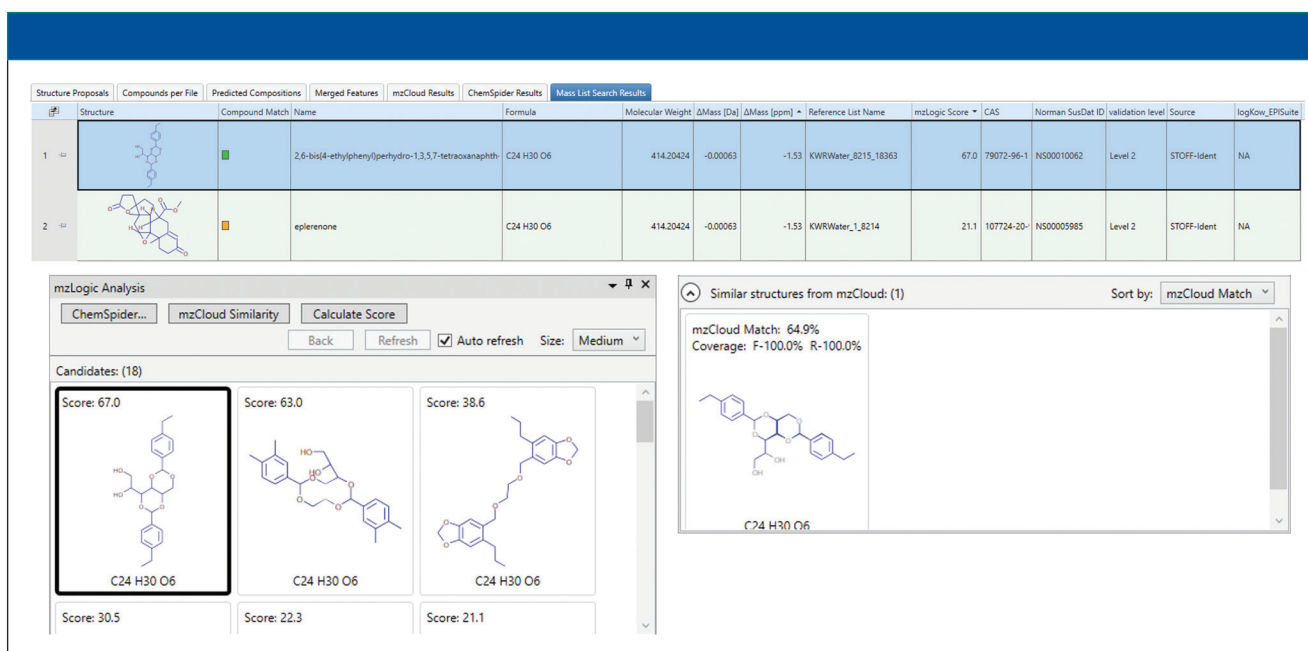 Structure Proposals Compounds per File Predicted Compositions Merged Features mzCloud Results ChemSpider Results Mass List Search Results
Structure Compound Match Name Formula Molecular Weight ΔMass [Da] ΔMass [ppm] Reference List Name mzLogic Score CAS Norman SusDat ID validation level Source logKow_EPISuite
1 2,6-bis(4-ethylphenyl)perhydro-1,3,5,7-tetraoxanaphth- C24 H30 O6 414.20424 -0.00063 -1.53 KWRWater_8215_18363 67.0 79072-96-1 NS00010062 Level 2 STOFF-Ident NA
2 eplerenone C24 H30 O6 414.20424 -0.00063 -1.53 KWRWater_1_8214 21.1 107724-20- NS00005985 Level 2 STOFF-Ident NA
mzLogic Analysis
ChemSpider... mzCloud Similarity Calculate Score
Back Refresh Auto refresh Size: Medium
Candidates: (18)
Score: 67.0 Score: 63.0 Score: 38.6
HO
HO
HO
HO
C24 H30 O6 C24 H30 O6 C24 H30 O6
Score: 30.5 Score: 22.3 Score: 21.1
Similar structures from mzCloud: (1) Sort by: mzCloud Match
mzCloud Match: 64.9%
Coverage: F-100.0% R-100.0%
OH
OH
C24 H30 O6